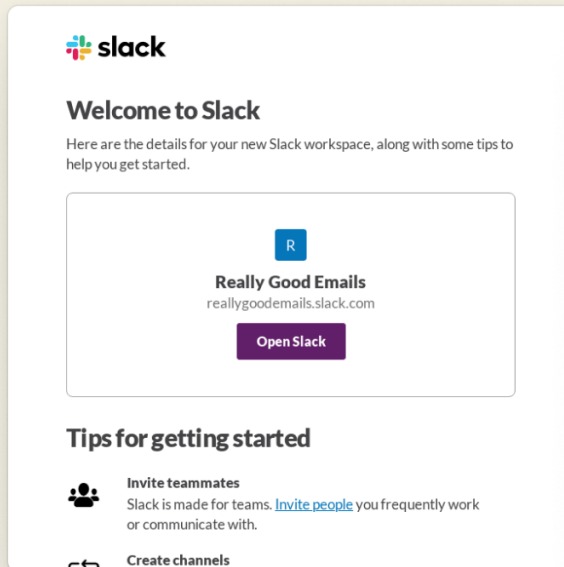 slack
Welcome to Slack
Here are the details for your new Slack workspace, along with some tips to
help you get started.
R
Really Good Emails
reallygoodemails.slack.com
Open Slack
Tips for getting started
Invite teammates
Slack is made for teams. Invite people you frequently work
or communicate with.
Create channels